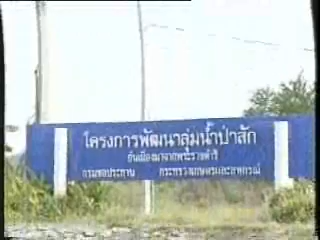 โครงการพัฒนาลุ่มน้ำป่าสัก
อันเนื่องมาจากพระราชดำริ
กรมชลประทาน กระทรวงเกษตรและสหกรณ์